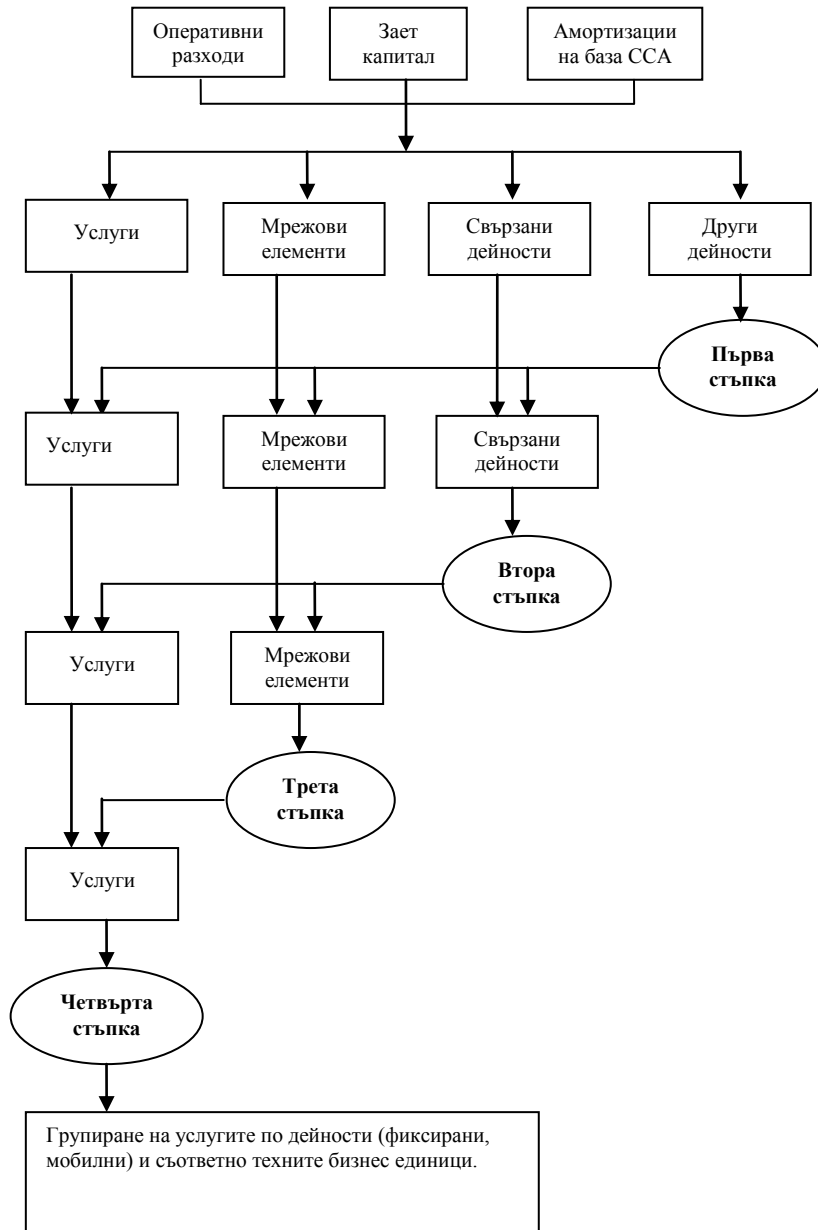 Оперативни
разходи
Зает
капитал
Амортизации
на база ССА
Услуги
Мрежови
елементи
Свързани
дейности
Други
дейности
Първа
стъпка
Услуги
Мрежови
елементи
Свързани
дейности
Втора
стъпка
Услуги
Мрежови
елементи
Трета
стъпка
Услуги
Четвърта
стъпка
Групиране на услугите по дейности (фиксирани,
мобилни) и съответно техните бизнес единици.